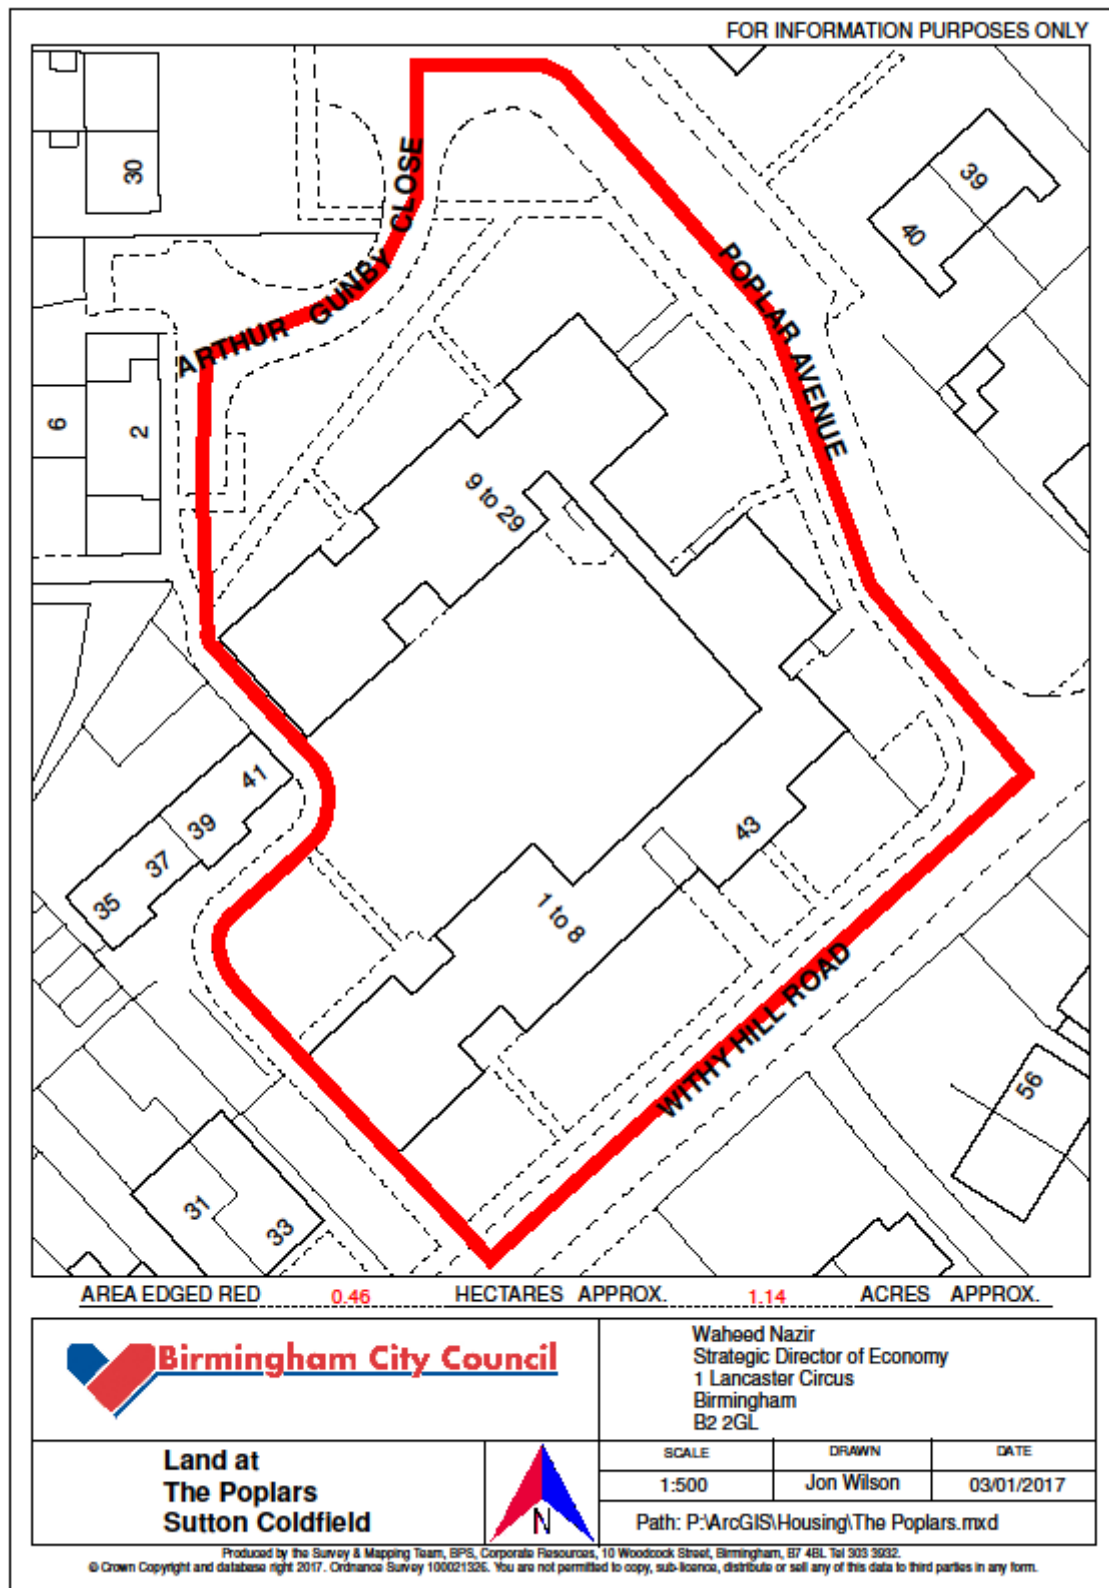 FOR INFORMATION PURPOSES ONLY
30
ARTHUR GUNBY CLOSE
39
40
POPLAR AVENUE
6
2
9 to 29
41
39
37
35
43
1 to 8
WITHY HILL ROAD
56
31
33
AREA EDGED RED 0.46 HECTARES APPROX. 1.14 ACRES APPROX.
Birmingham City Council
Waheed Nazir
Strategic Director of Economy
1 Lancaster Circus
Birmingham
B2 2GL
Land at
The Poplars
Sutton Coldfield
N
SCALE DRAWN DATE
1:500 Jon Wilson 03/01/2017
Path: P:\ArcGIS\Housing\The Poplars.mxd
Produced by the Survey & Mapping Team, BPS, Corporate Resources, 10 Woodcock Street, Birmingham, B7 4BL Tel 303 3932.
© Crown Copyright and database right 2017. Ordnance Survey 100021326. You are not permitted to copy, sub-licence, distribute or sell any of this data to third parties in any form.